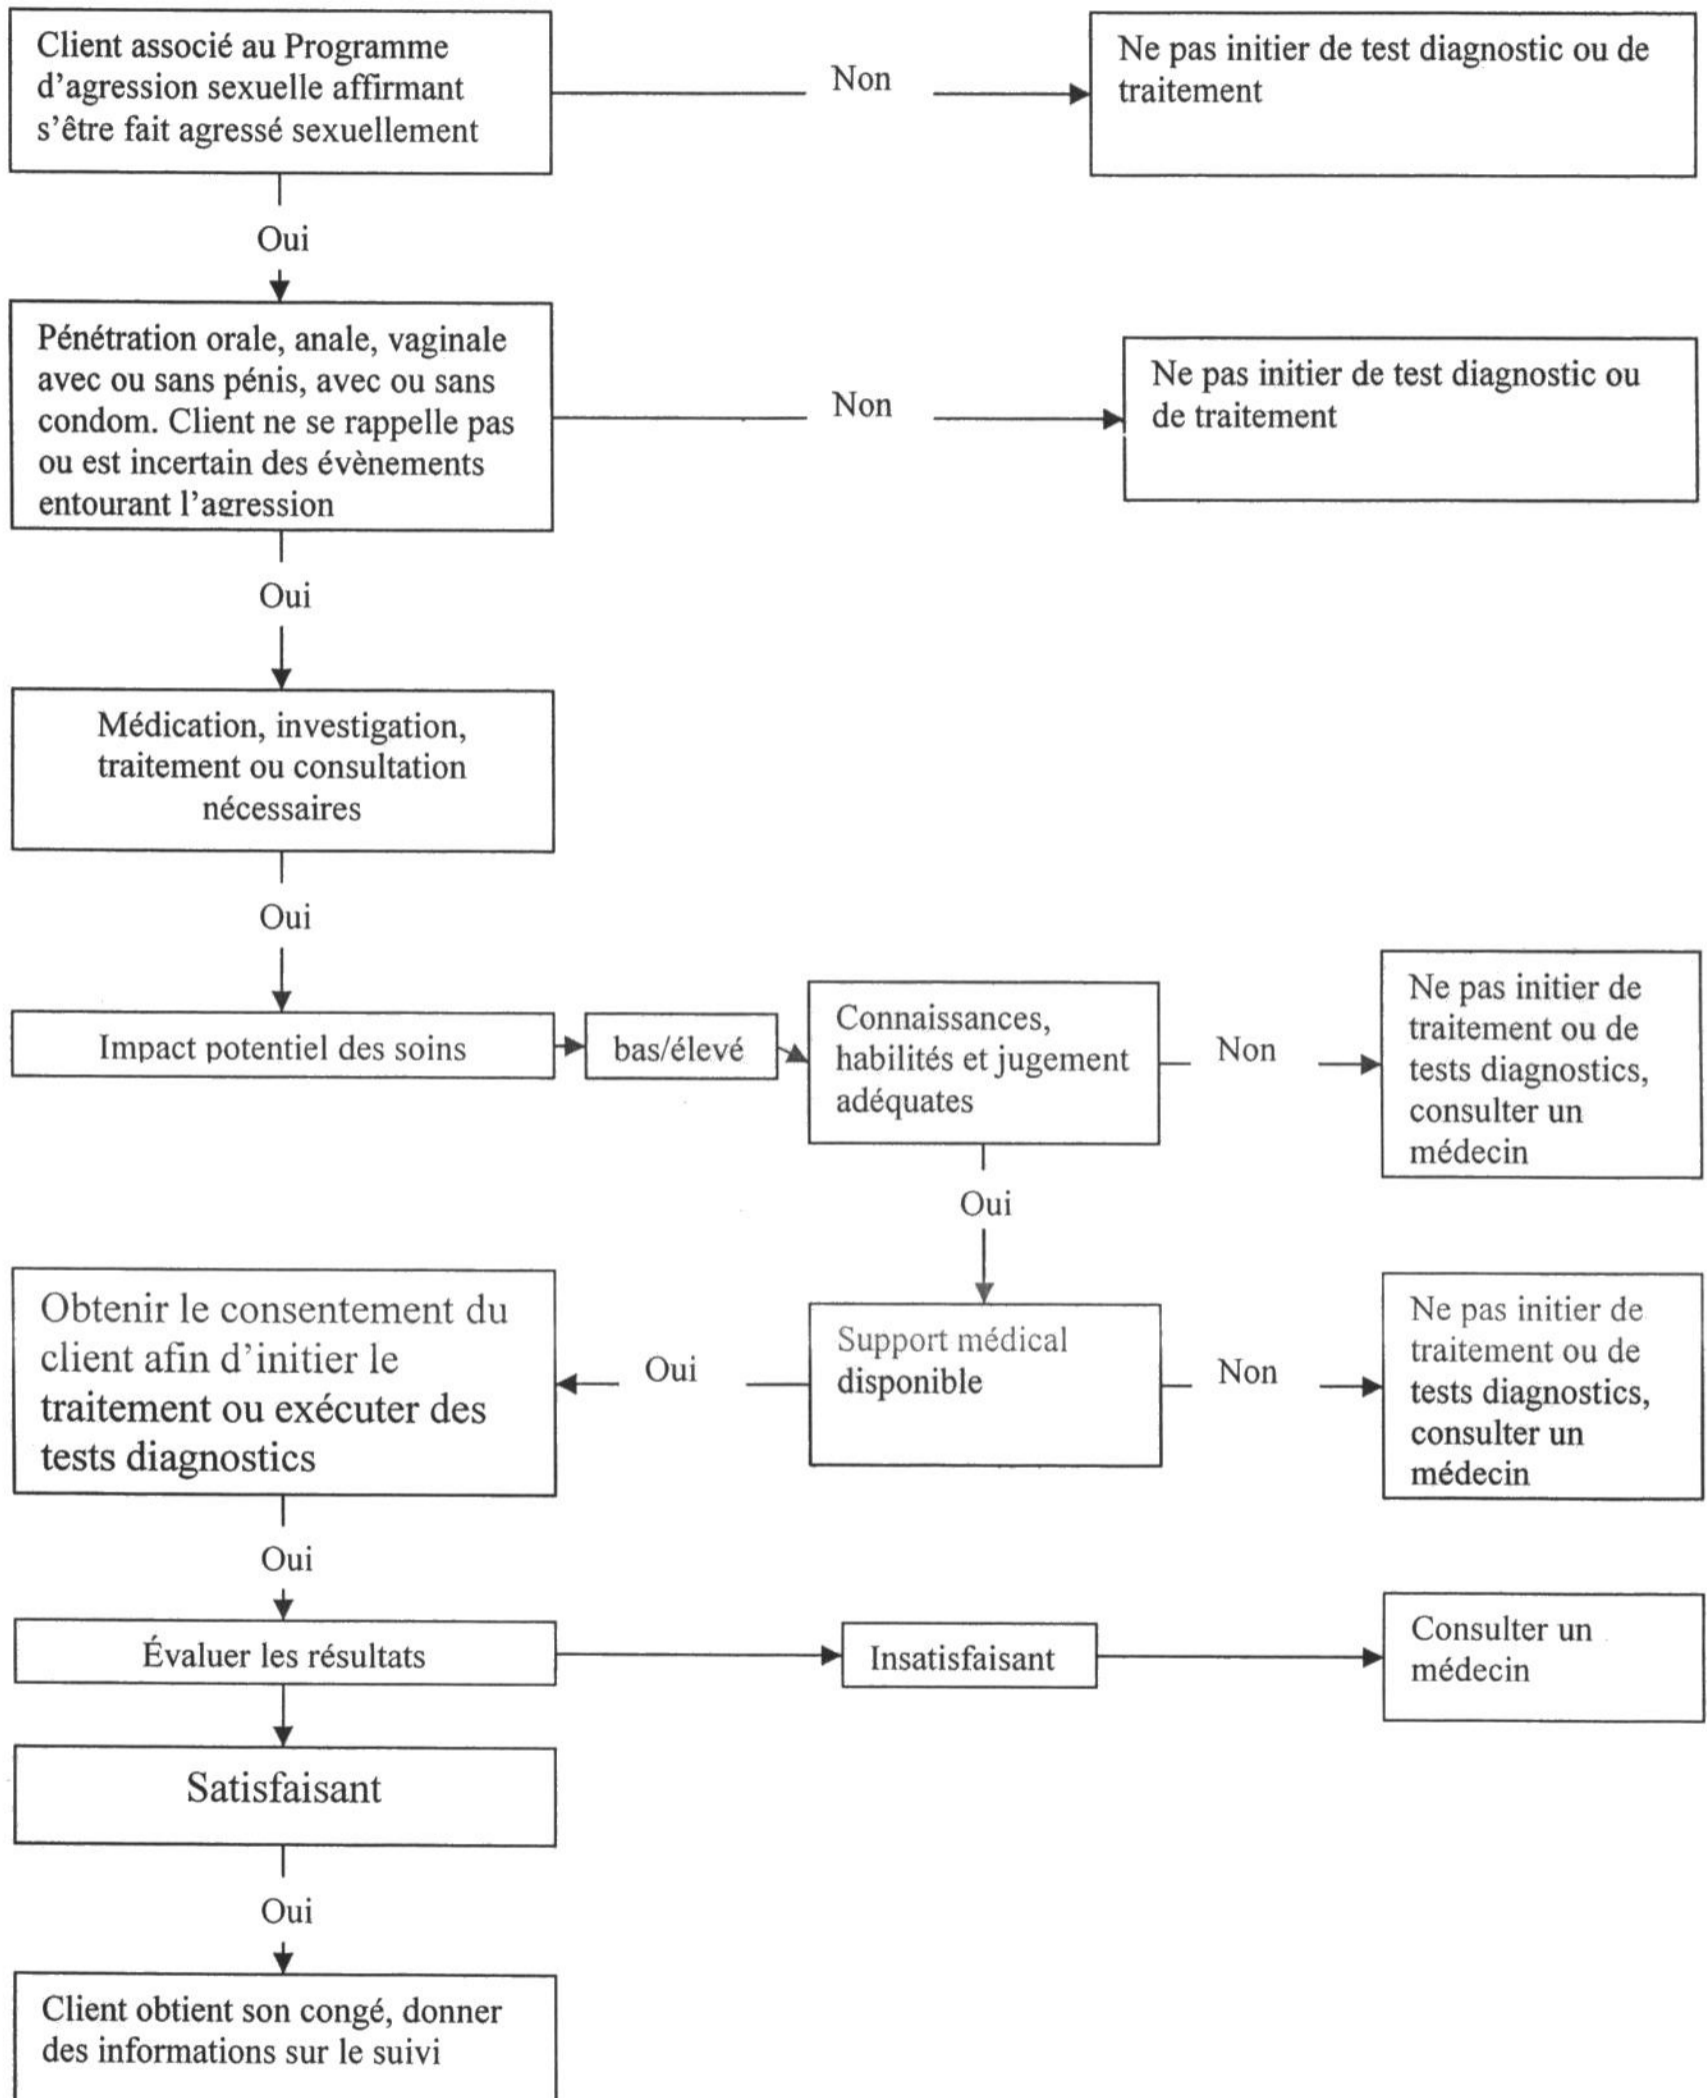 Client associé au Programme
d'agression sexuelle affirmant
s'être fait agressé sexuellement
Non
Ne pas initier de test diagnostic ou de
traitement
Oui
Pénétration orale, anale, vaginale
avec ou sans pénis, avec ou sans
condom. Client ne se rappelle pas
ou est incertain des évènements
entourant l'agression
Non
Ne pas initier de test diagnostic ou
de traitement
Oui
Médication, investigation,
traitement ou consultation
nécessaires
Oui
Impact potentiel des soins
bas/élevé
Connaissances,
habilités et jugement
adéquates
Non
Ne pas initier de
traitement ou de
tests diagnostics,
consulter un
médecin
Oui
Support médical
disponible
Non
Ne pas initier de
traitement ou de
tests diagnostics,
consulter un
médecin
Oui
Obtenir le consentement du
client afin d'initier le
traitement ou exécuter des
tests diagnostics
Oui
Évaluer les résultats
Insatisfaisant
Consulter un
médecin
Satisfaisant
Oui
Client obtient son congé, donner
des informations sur le suivi